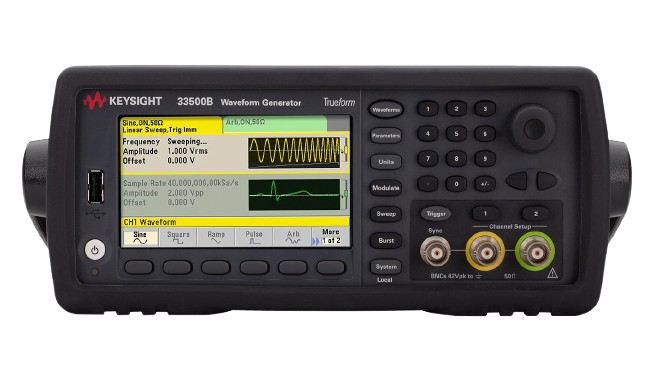 KEYSIGHT 33500B Waveform Generator Trueform
Sine,ON,50Ω
Linear Sweep,Trig Imm
Arb,ON,50Ω
Frequency Sweeping...
Amplitude 1.000 Vrms
Offset 0.000 V
Sample Rate 40.000,000,00kSa/s
Amplitude 2.000 Vpp
Offset 0.000 V
CH1 Waveform
Sine
Square
Ramp
Pulse
Arb
More
1 of 2
Waveforms 1 2 3
Parameters 4 5 6
Units 7 8 9
Modulate . 0 +/-
Sweep Trigger 1 2
Channel Setup
Burst
Sync
System
Local
BNCs 42Vpk to ⏚ 50Ω